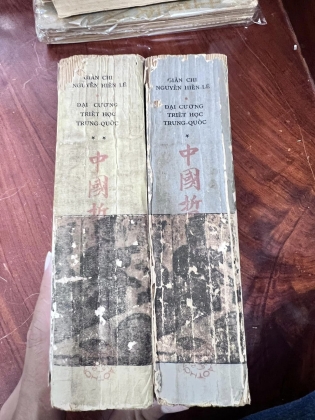 GIẢN CHI
NGUYỄN HIẾN LÊ
ĐẠI CƯƠNG
TRIẾT HỌC
TRUNG-QUỐC
**
中國哲
GIẢN CHI
NGUYỄN HIẾN LÊ
ĐẠI CƯƠNG
TRIẾT HỌC
TRUNG-QUỐC
*
中國哲